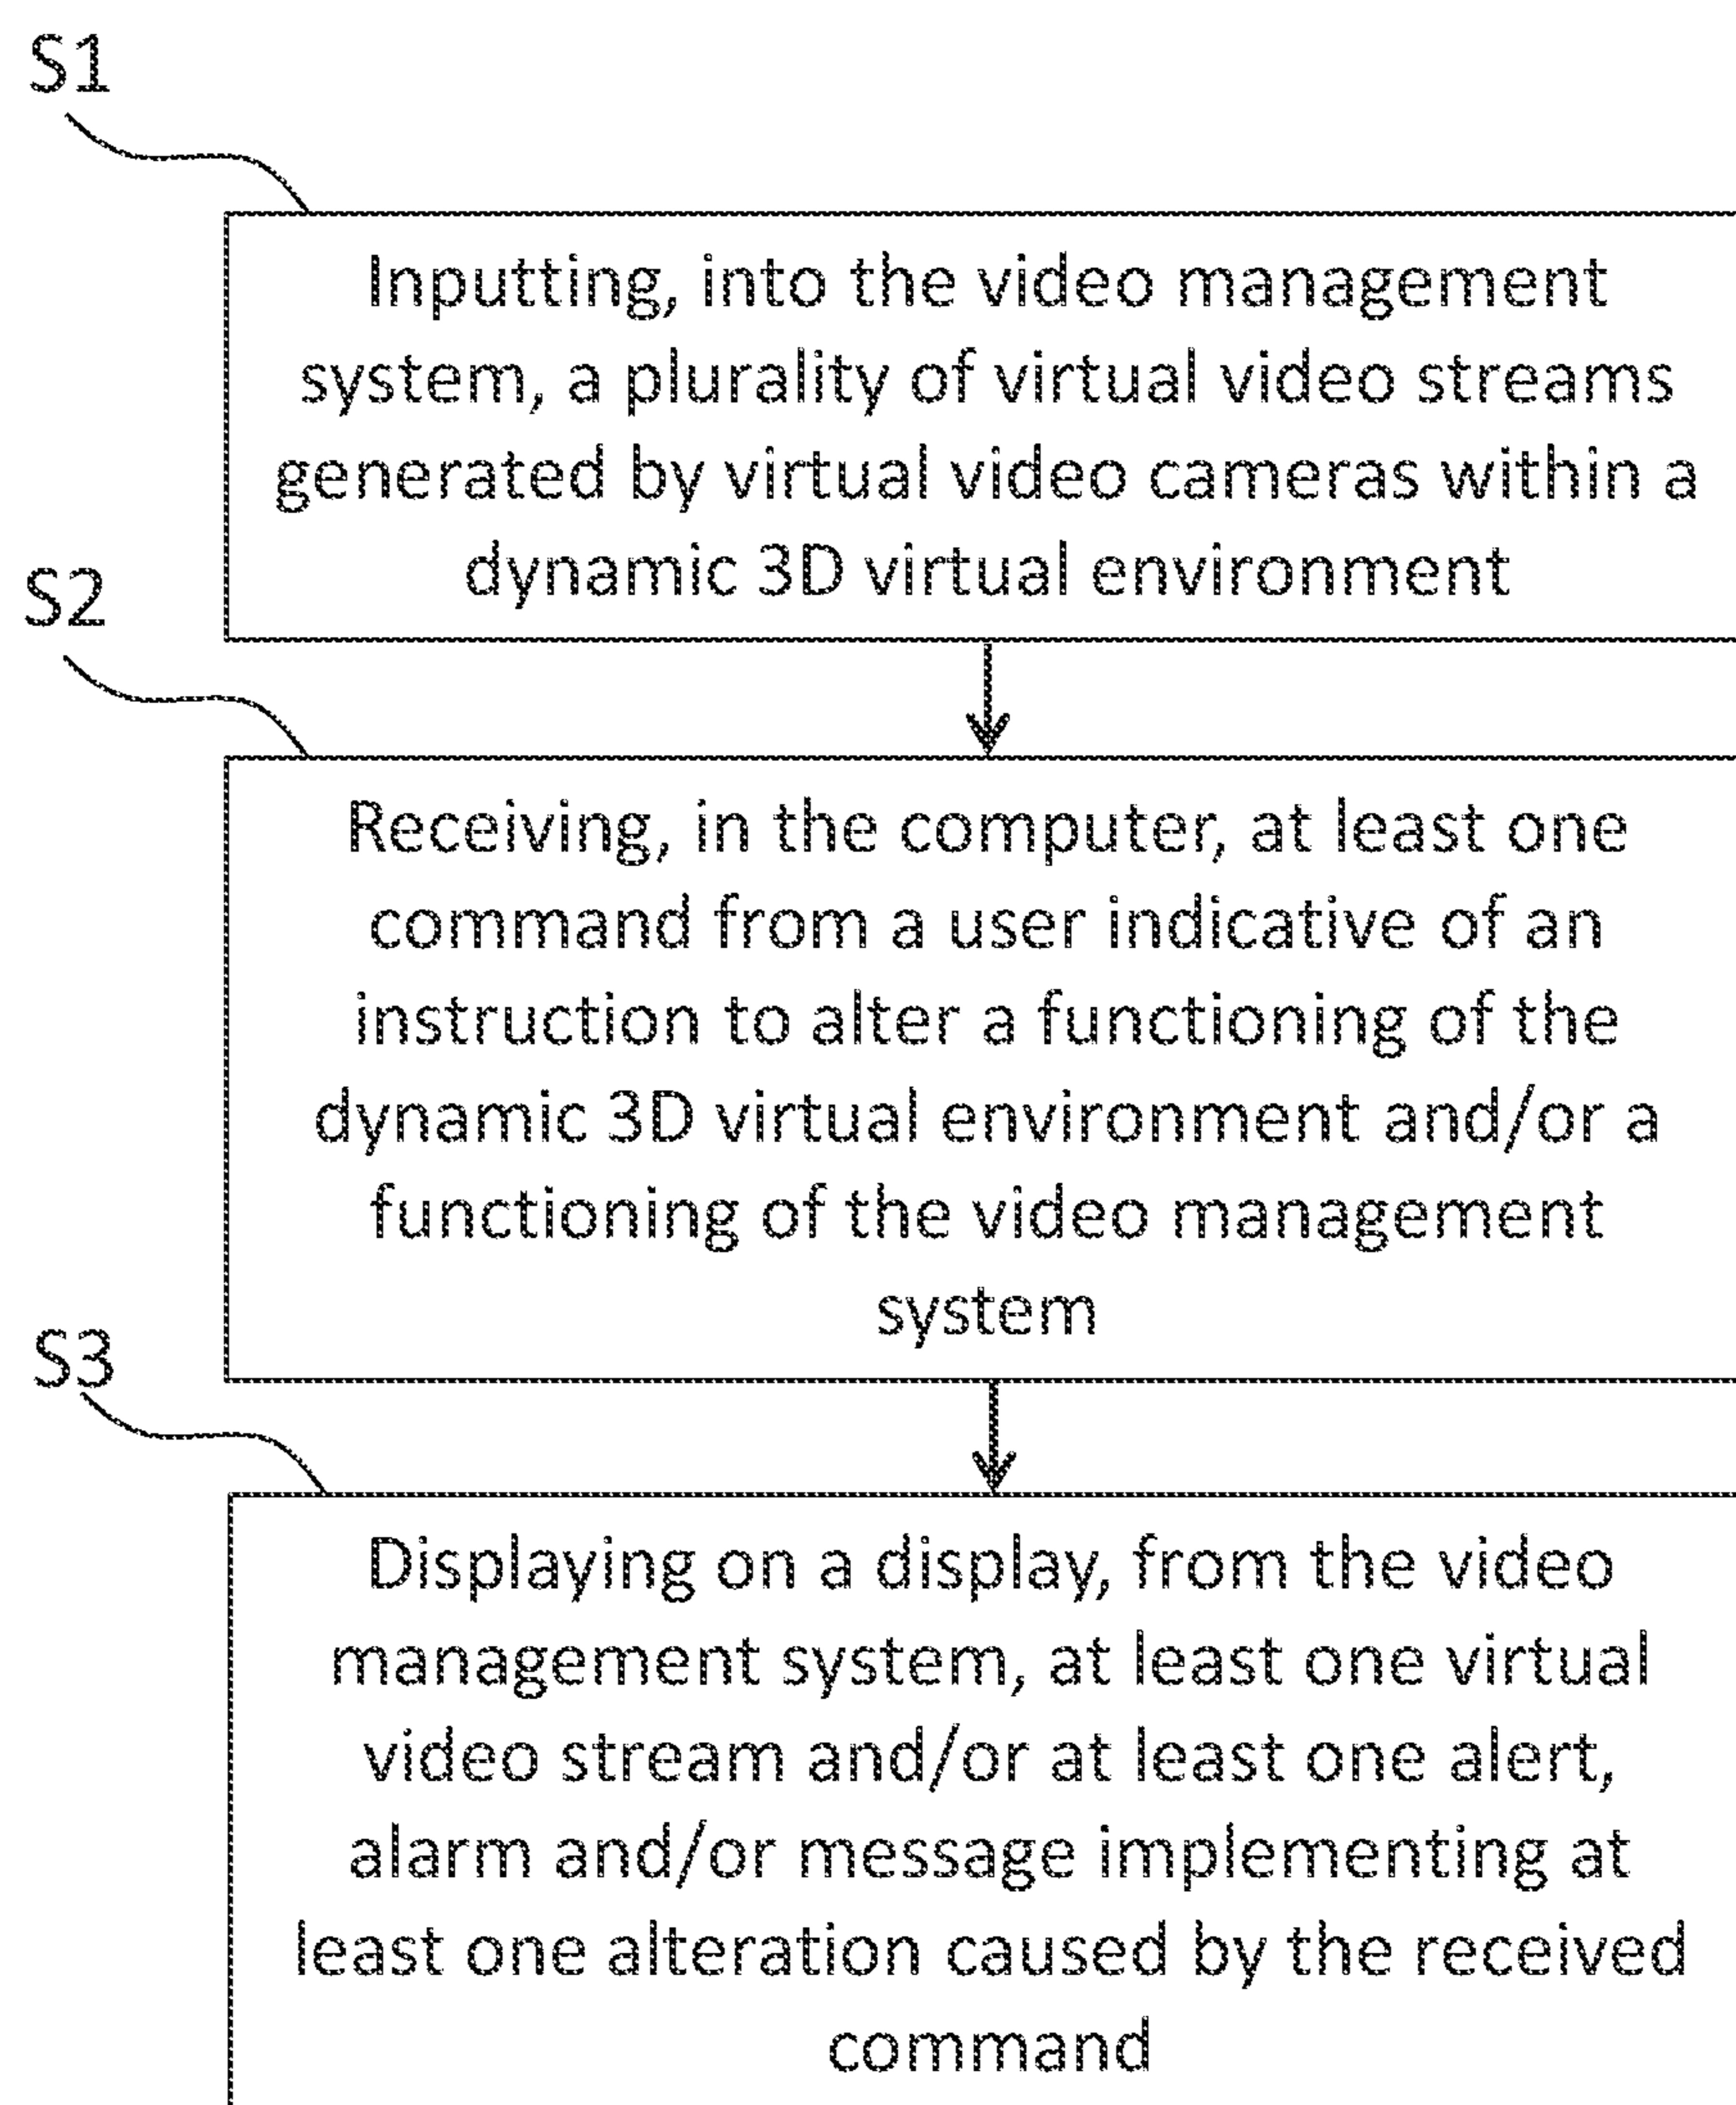 S1
Inputting, into the video management
system, a plurality of virtual video streams
generated by virtual video cameras within a
dynamic 3D virtual environment
S2
Receiving, in the computer, at least one
command from a user indicative of an
instruction to alter a functioning of the
dynamic 3D virtual environment and/or a
functioning of the video management
system
S3
Displaying on a display, from the video
management system, at least one virtual
video stream and/or at least one alert,
alarm and/or message implementing at
least one alteration caused by the received
command